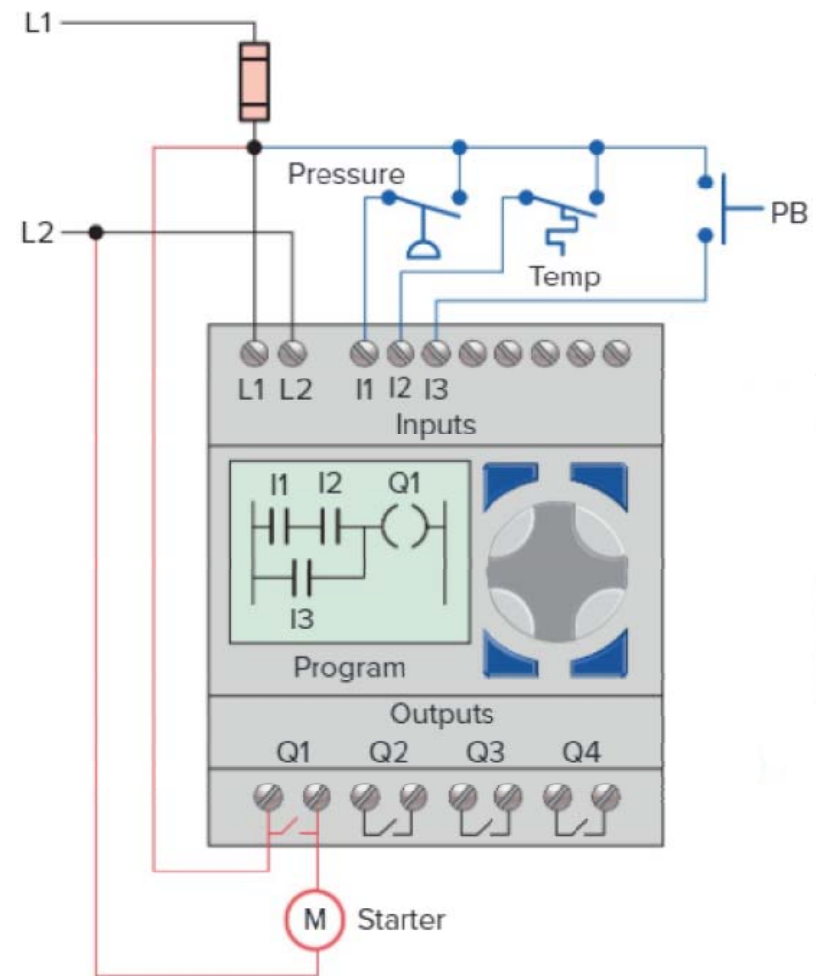 L1
Pressure
L2
PB
Temp
L1 L2 I1 I2 I3
Inputs
I1 I2 Q1
I3
Program
Outputs
Q1 Q2 Q3 Q4
M Starter